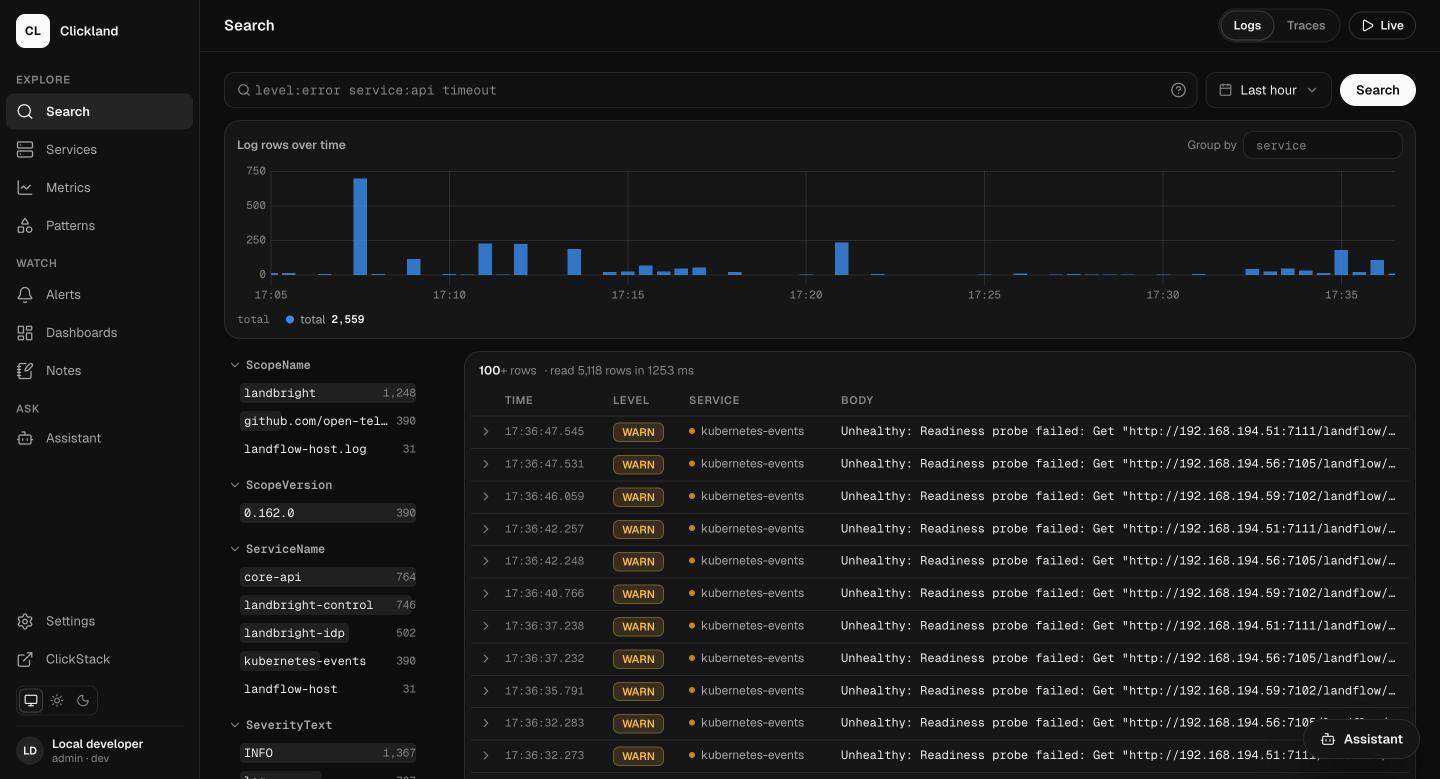 CL Clickland
EXPLORE
Search
Services
Metrics
Patterns
WATCH
Alerts
Dashboards
Notes
ASK
Assistant
Settings
ClickStack
LD Local developer
admin · dev
Search
Logs Traces Live
level:error service:api timeout
Last hour
Search
Log rows over time
Group by service
750
500
250
0
17:05 17:10 17:15 17:20 17:25 17:30 17:35
total total 2,559
ScopeName
landbright 1,248
github.com/open-tel… 390
landflow-host.log 31
ScopeVersion
0.162.0 390
ServiceName
core-api 764
landbright-control 746
landbright-idp 502
kubernetes-events 390
landflow-host 31
SeverityText
INFO 1,367
100+ rows · read 5,118 rows in 1253 ms
TIME LEVEL SERVICE BODY
17:36:47.545 WARN kubernetes-events Unhealthy: Readiness probe failed: Get "http://192.168.194.51:7111/landflow/…
17:36:47.531 WARN kubernetes-events Unhealthy: Readiness probe failed: Get "http://192.168.194.56:7105/landflow/…
17:36:46.059 WARN kubernetes-events Unhealthy: Readiness probe failed: Get "http://192.168.194.59:7102/landflow/…
17:36:42.257 WARN kubernetes-events Unhealthy: Readiness probe failed: Get "http://192.168.194.51:7111/landflow/…
17:36:42.248 WARN kubernetes-events Unhealthy: Readiness probe failed: Get "http://192.168.194.56:7105/landflow/…
17:36:40.766 WARN kubernetes-events Unhealthy: Readiness probe failed: Get "http://192.168.194.59:7102/landflow/…
17:36:37.238 WARN kubernetes-events Unhealthy: Readiness probe failed: Get "http://192.168.194.51:7111/landflow/…
17:36:37.232 WARN kubernetes-events Unhealthy: Readiness probe failed: Get "http://192.168.194.56:7105/landflow/…
17:36:35.791 WARN kubernetes-events Unhealthy: Readiness probe failed: Get "http://192.168.194.59:7102/landflow/…
17:36:32.283 WARN kubernetes-events Unhealthy: Readiness probe failed: Get "http://192.168.194.56:7105
17:36:32.273 WARN kubernetes-events Unhealthy: Readiness probe failed: Get "http://192.168.194.51:7111
Assistant